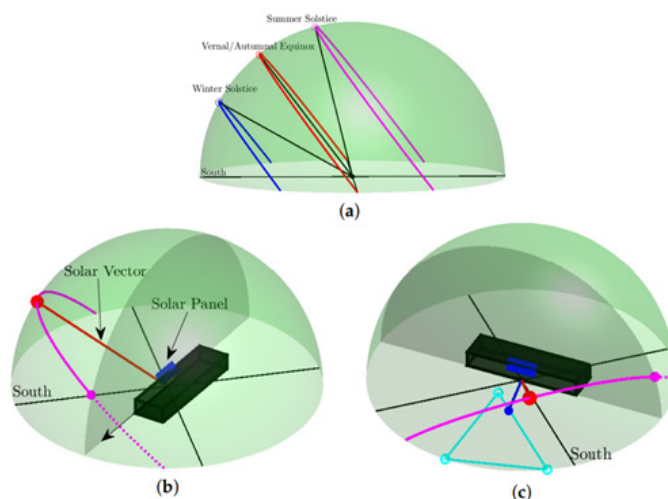 Summer Solstice
Vernal/Autumnal Equinox
Winter Solstice
South
(a)
Solar Vector
Solar Panel
South
(b)
South
(c)